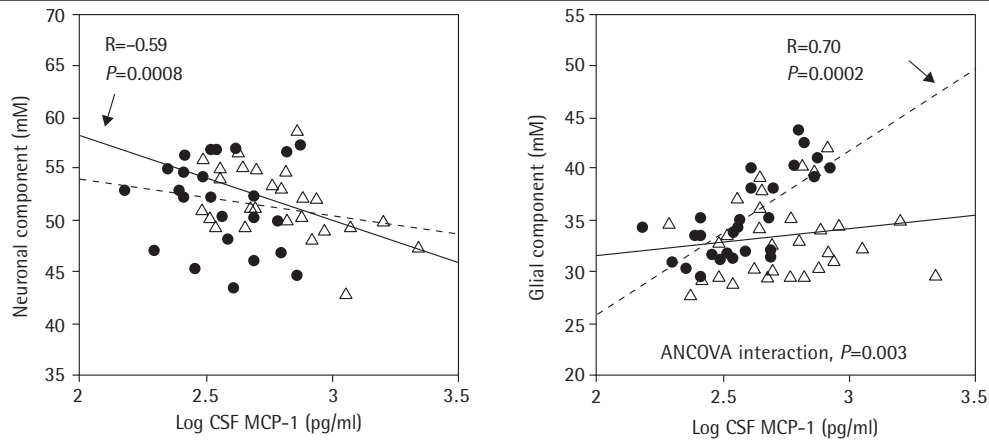 70
65
60
55
50
45
40
Neuronal component (mM)
R=–0.59
P=0.0008
2
2.5
3
3.5
Log CSF MCP-1 (pg/ml)
55
50
45
40
35
30
25
20
Glial component (mM)
R=0.70
P=0.0002
ANCOVA interaction, P=0.003
2
2.5
3
3.5
Log CSF MCP-1 (pg/ml)